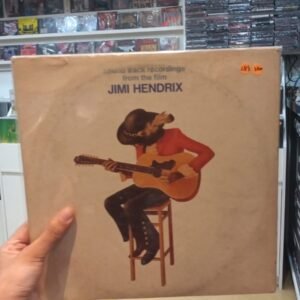 sound track recordings
from the film
JIMI HENDRIX